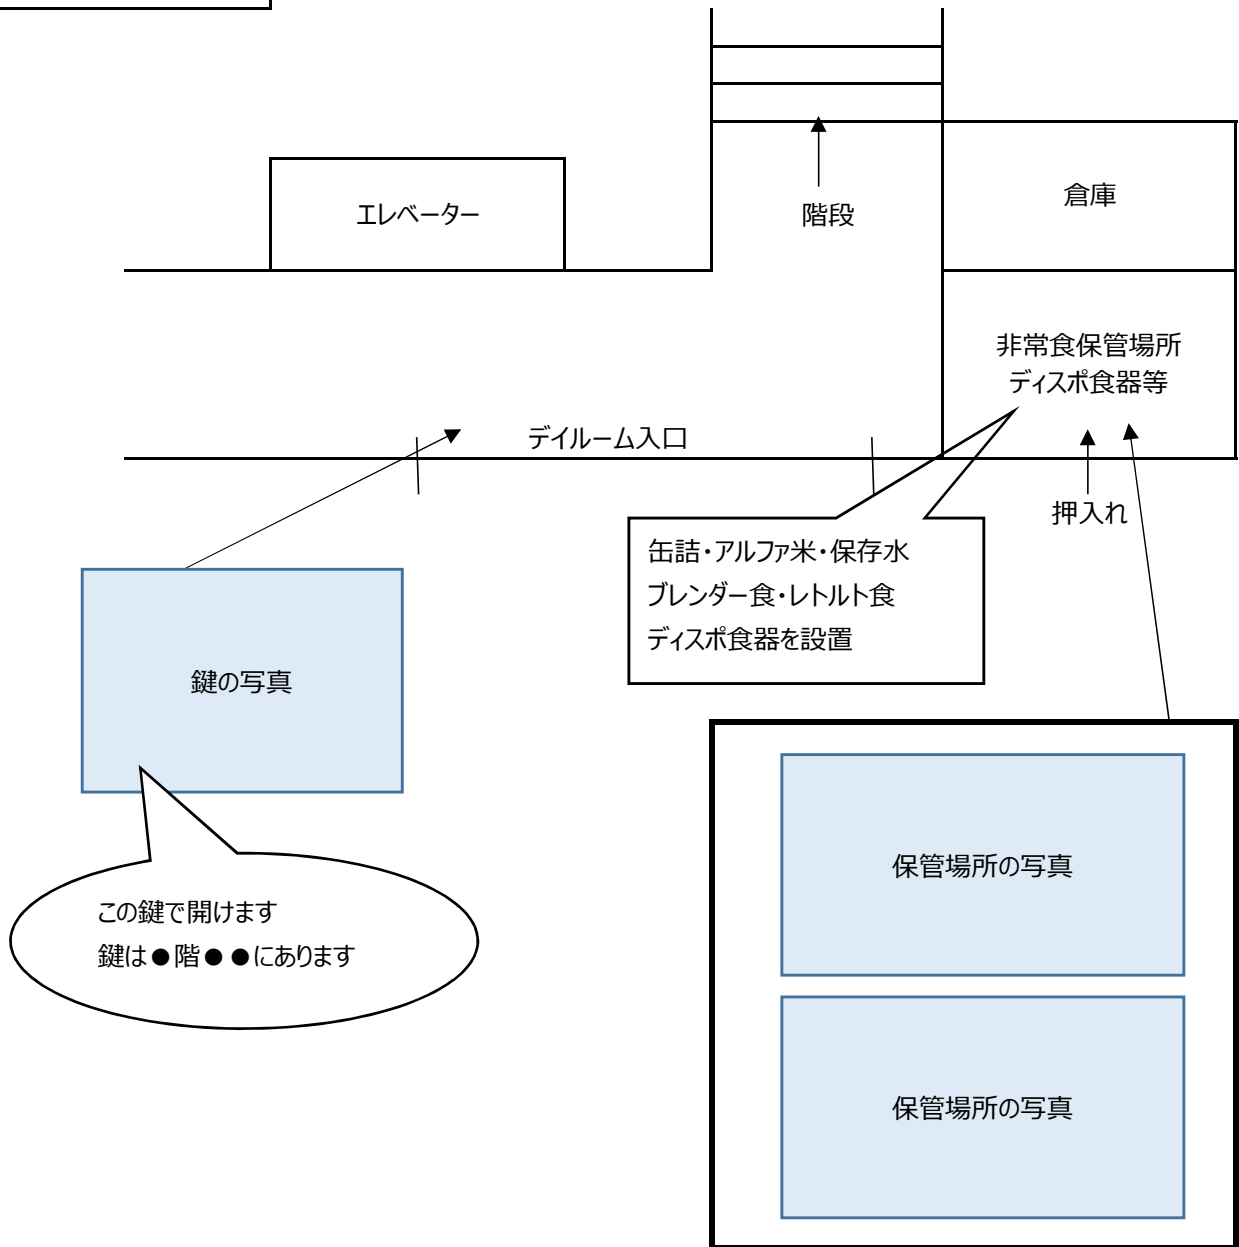 エレベーター
階段
倉庫
非常食保管場所
ディスポ食器等
デイルーム入口
押入れ
缶詰・アルファ米・保存水
ブレンダー食・レトルト食
ディスポ食器を設置
鍵の写真
この鍵で開けます
鍵は●階●●にあります
保管場所の写真
保管場所の写真